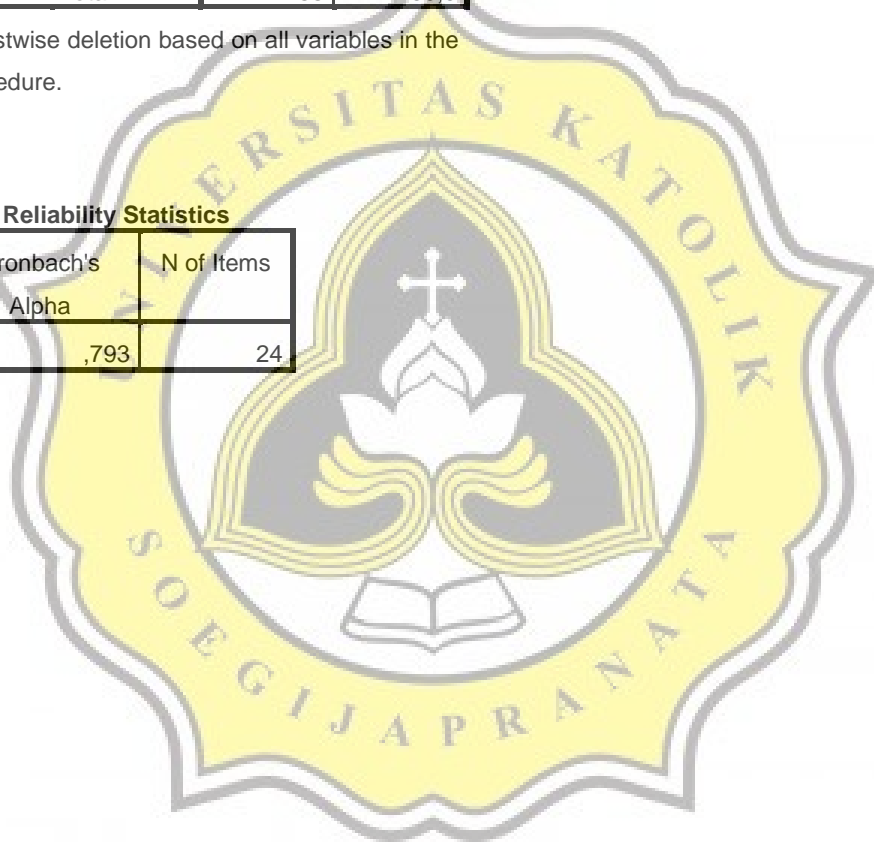 stwise deletion based on all variables in the
edure.
Reliability Statistics
ronbach's N of Items
Alpha
,793 24
UNIVERSITAS KATOLIK
SOEGIJAPRANATA